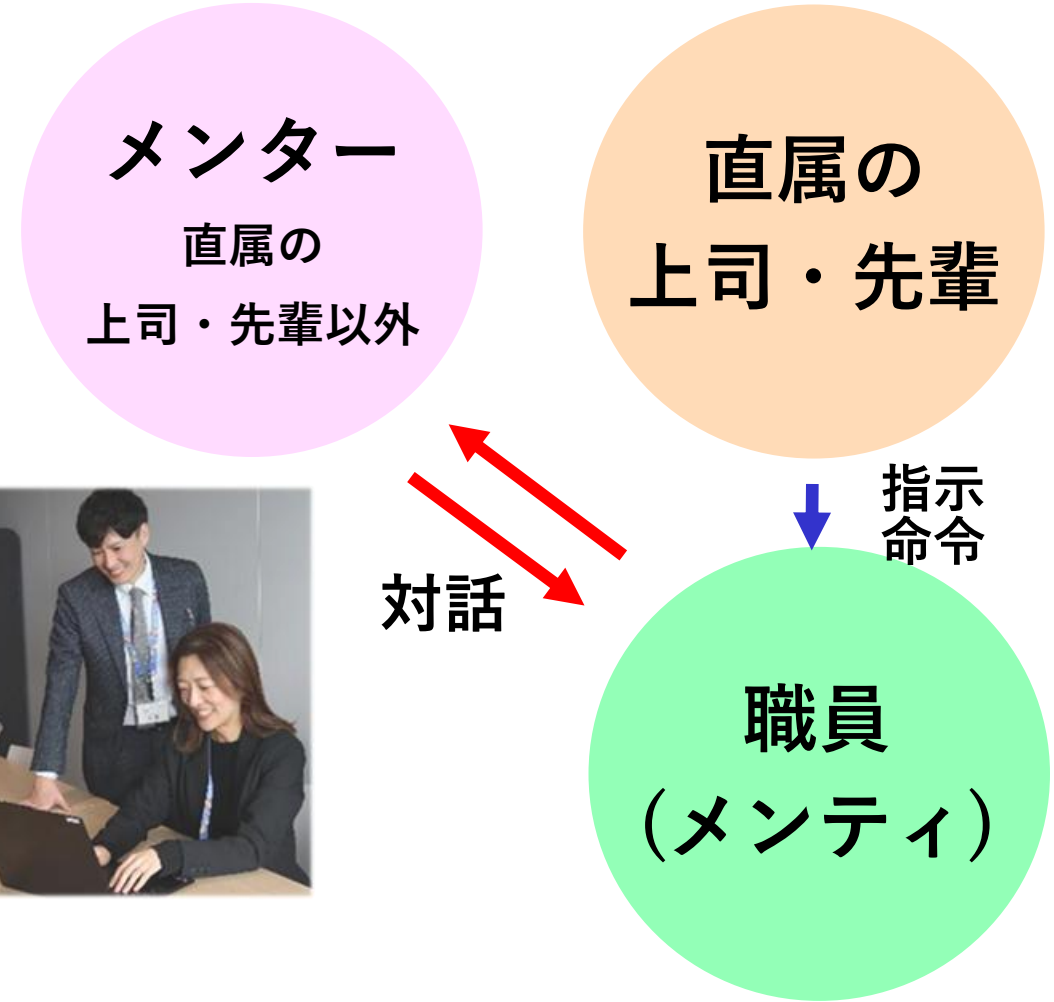 メンター
直属の
上司・先輩以外
直属の
上司・先輩
指示
命令
対話
職員
(メンティ)